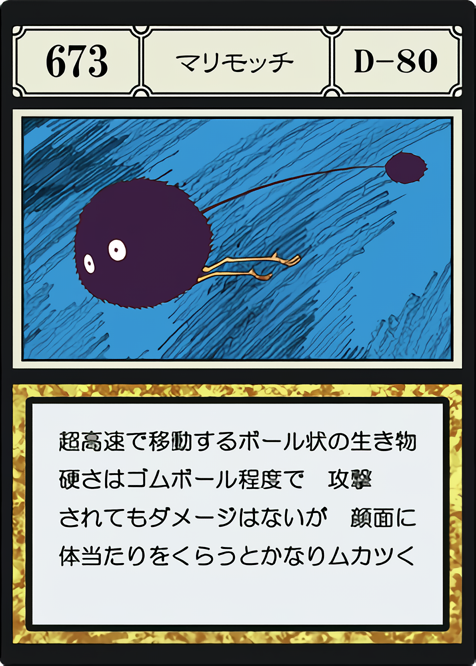 673
マリモッチ
D-80
超高速で移動するボール状の生き物
硬さはゴムボール程度で　攻撃
されてもダメージはないが　顔面に
体当たりをくらうとかなりムカツく